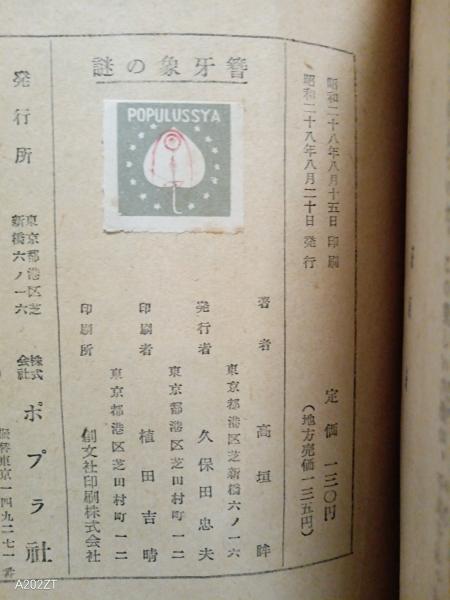 謎の象牙簪
POPULUSSYA
昭和二十八年八月十五日 印刷
昭和二十八年八月二十日 発行
定価 一三〇円
(地方売価一三五円)
著者 高垣眸
東京都港区芝新橋六ノ一六
発行者 久保田忠夫
東京都港区芝田村町一二
印刷者 植田吉晴
東京都港区芝田村町一二
印刷所 創文社印刷株式会社
発行所
東京都港区芝
新橋六ノ一六
株式会社 ポプラ社
振替東京一四九二七一番
A202ZT